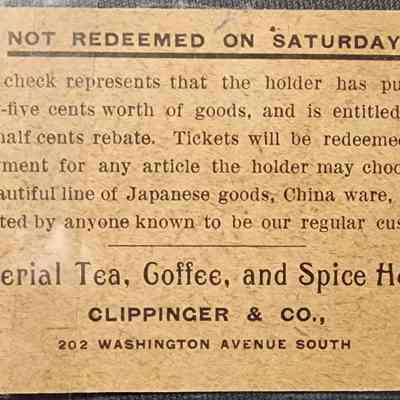 NOT REDEEMED ON SATURDAY
check represents that the holder has pu
-five cents worth of goods, and is entitled
half cents rebate. Tickets will be redeemed
ment for any article the holder may choo
autiful line of Japanese goods, China ware,
ted by anyone known to be our regular cus
erial Tea, Coffee, and Spice Ho
CLIPPINGER & CO.,
202 WASHINGTON AVENUE SOUTH